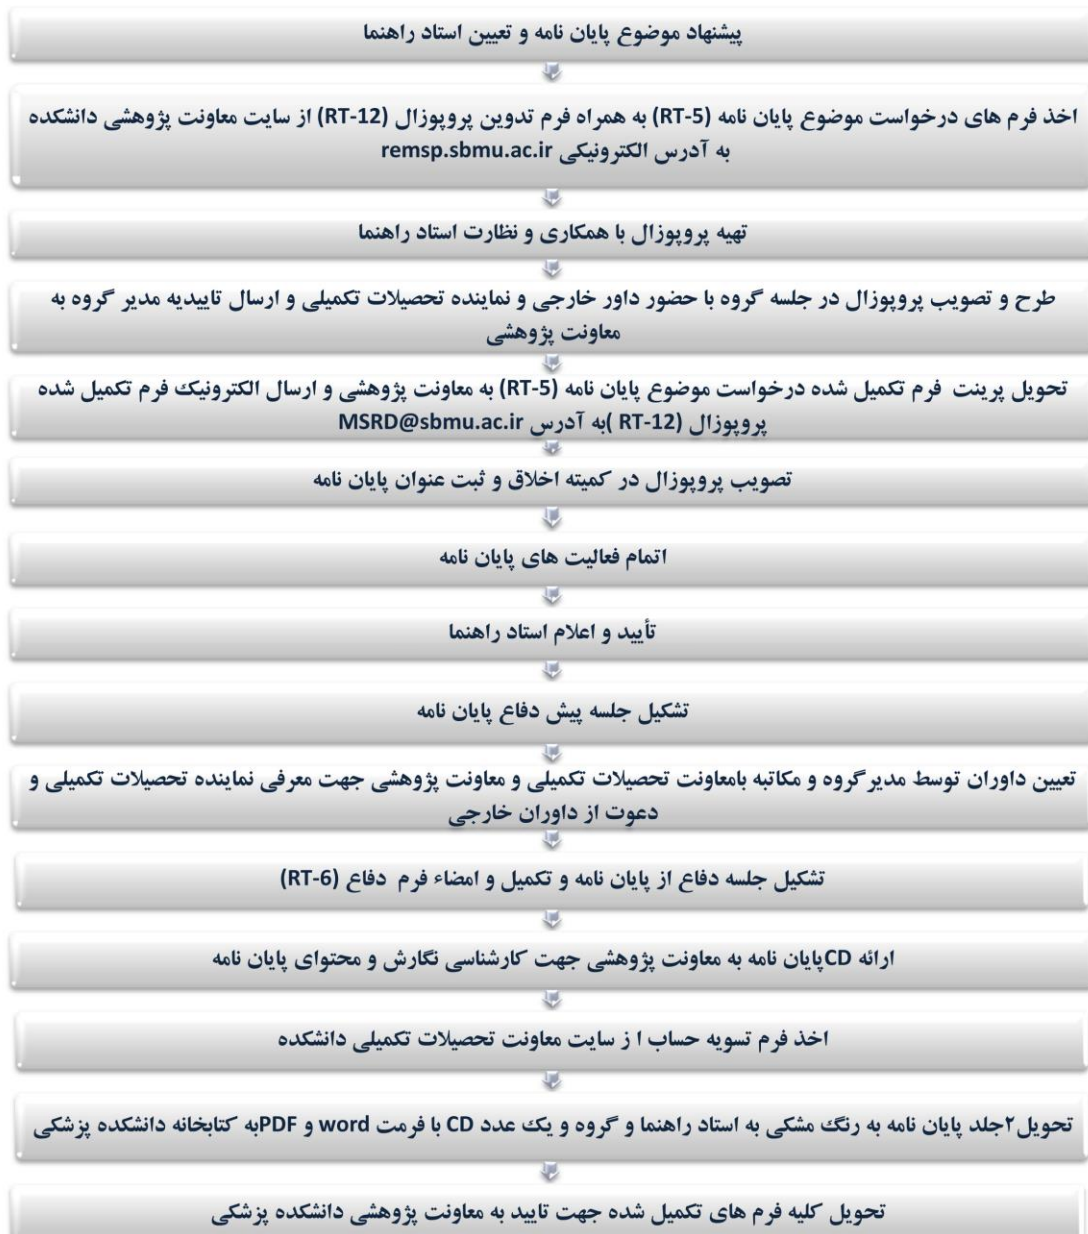 پیشنهاد موضوع پایان نامه و تعیین استاد راهنما
اخذ فرم های درخواست موضوع پایان نامه (RT-5) به همراه فرم تدوین پروپوزال (RT-12) از سایت معاونت پژوهشی دانشکده
به آدرس الکترونیکی remsp.sbmu.ac.ir
تهیه پروپوزال با همکاری و نظارت استاد راهنما
طرح و تصویب پروپوزال در جلسه گروه با حضور داور خارجی و نماینده تحصیلات تکمیلی و ارسال تاییدیه مدیر گروه به
معاونت پژوهشی
تحویل پرینت فرم تکمیل شده درخواست موضوع پایان نامه (RT-5) به معاونت پژوهشی و ارسال الکترونیک فرم تکمیل شده
پروپوزال (RT-12 )به آدرس MSRD@sbmu.ac.ir
تصویب پروپوزال در کمیته اخلاق و ثبت عنوان پایان نامه
اتمام فعالیت های پایان نامه
تأیید و اعلام استاد راهنما
تشکیل جلسه پیش دفاع پایان نامه
تعیین داوران توسط مدیرگروه و مکاتبه بامعاونت تحصیلات تکمیلی و معاونت پژوهشی جهت معرفی نماینده تحصیلات تکمیلی و
دعوت از داوران خارجی
تشکیل جلسه دفاع از پایان نامه و تکمیل و امضاء فرم دفاع (RT-6)
ارائه CDپایان نامه به معاونت پژوهشی جهت کارشناسی نگارش و محتوای پایان نامه
اخذ فرم تسویه حساب ا ز سایت معاونت تحصیلات تکمیلی دانشکده
تحویل۲جلد پایان نامه به رنگ مشکی به استاد راهنما و گروه و یک عدد CD با فرمت word و PDFبه کتابخانه دانشکده پزشکی
تحویل کلیه فرم های تکمیل شده جهت تایید به معاونت پژوهشی دانشکده پزشکی